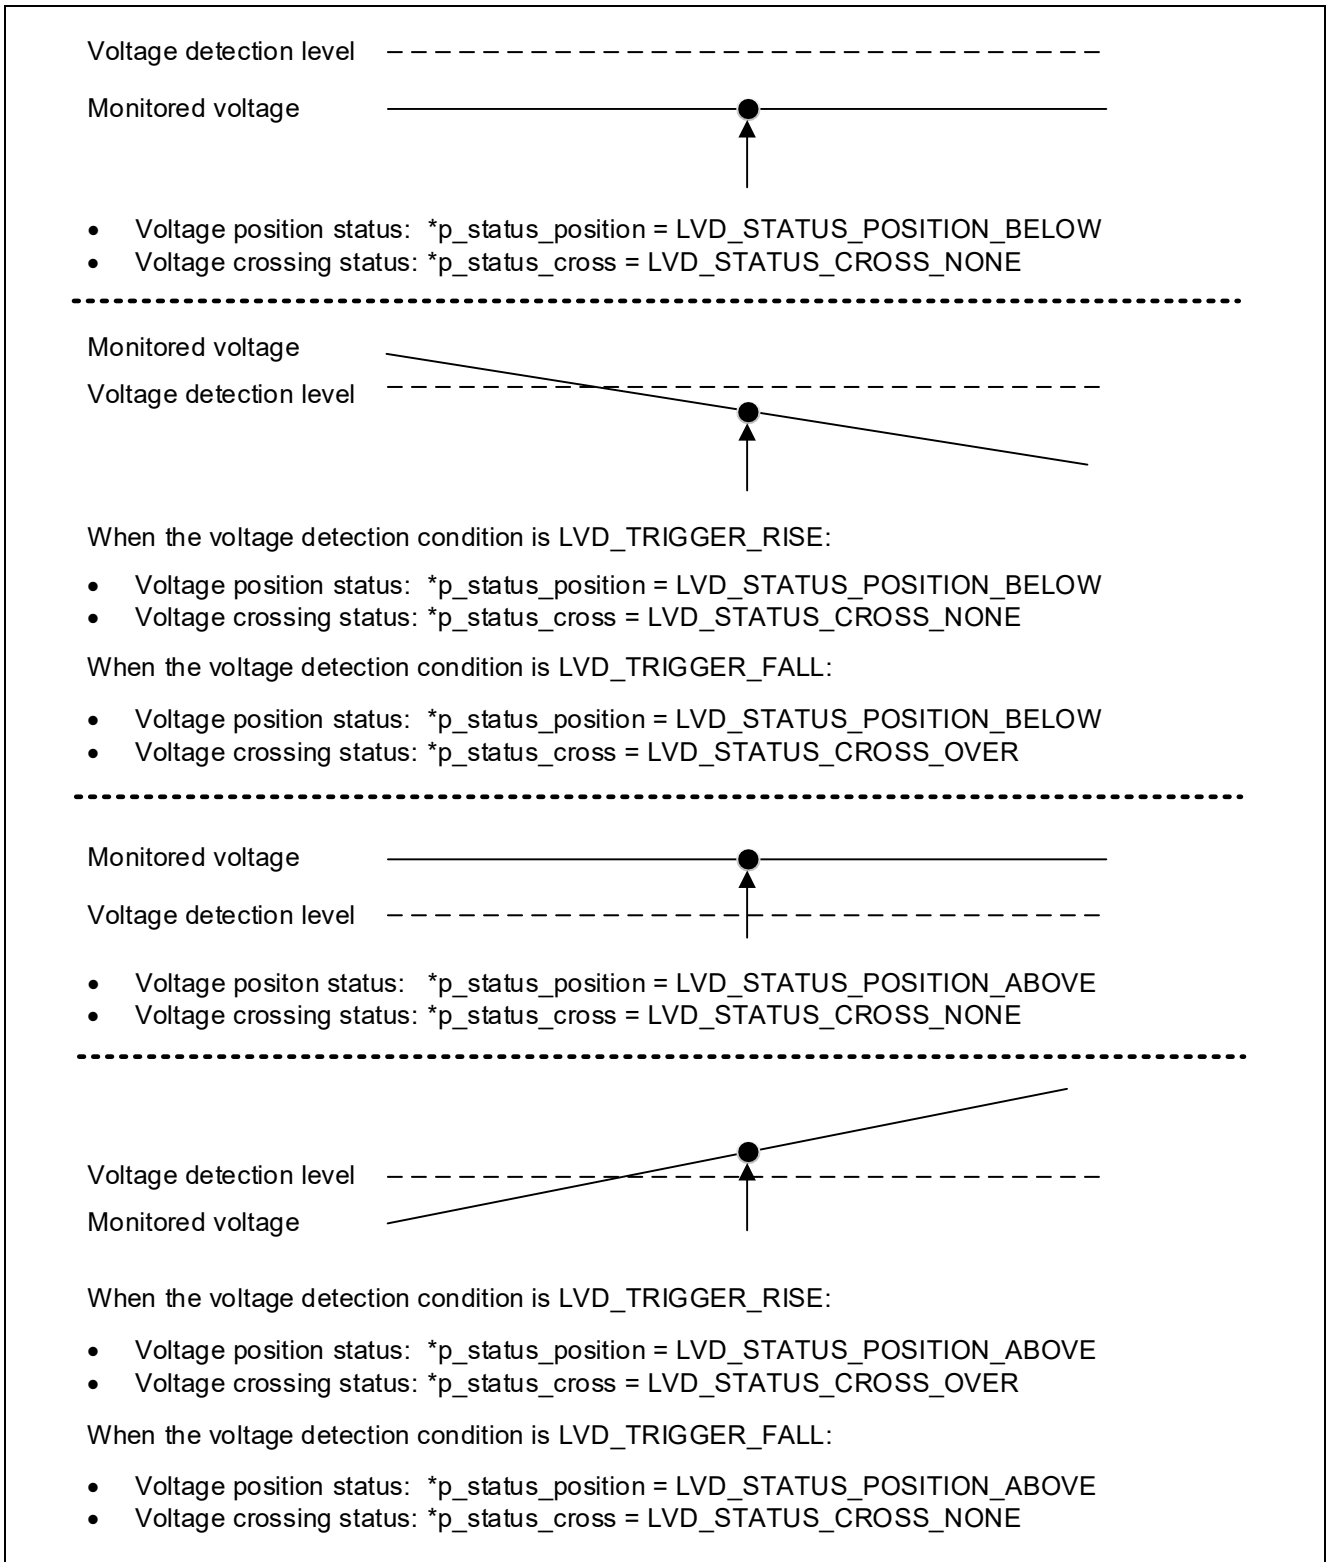 Voltage detection level
Monitored voltage
• Voltage position status: *p_status_position = LVD_STATUS_POSITION_BELOW
• Voltage crossing status: *p_status_cross = LVD_STATUS_CROSS_NONE
Monitored voltage
Voltage detection level
When the voltage detection condition is LVD_TRIGGER_RISE:
• Voltage position status: *p_status_position = LVD_STATUS_POSITION_BELOW
• Voltage crossing status: *p_status_cross = LVD_STATUS_CROSS_NONE
When the voltage detection condition is LVD_TRIGGER_FALL:
• Voltage position status: *p_status_position = LVD_STATUS_POSITION_BELOW
• Voltage crossing status: *p_status_cross = LVD_STATUS_CROSS_OVER
Monitored voltage
Voltage detection level
• Voltage positon status: *p_status_position = LVD_STATUS_POSITION_ABOVE
• Voltage crossing status: *p_status_cross = LVD_STATUS_CROSS_NONE
Voltage detection level
Monitored voltage
When the voltage detection condition is LVD_TRIGGER_RISE:
• Voltage position status: *p_status_position = LVD_STATUS_POSITION_ABOVE
• Voltage crossing status: *p_status_cross = LVD_STATUS_CROSS_OVER
When the voltage detection condition is LVD_TRIGGER_FALL:
• Voltage position status: *p_status_position = LVD_STATUS_POSITION_ABOVE
• Voltage crossing status: *p_status_cross = LVD_STATUS_CROSS_NONE